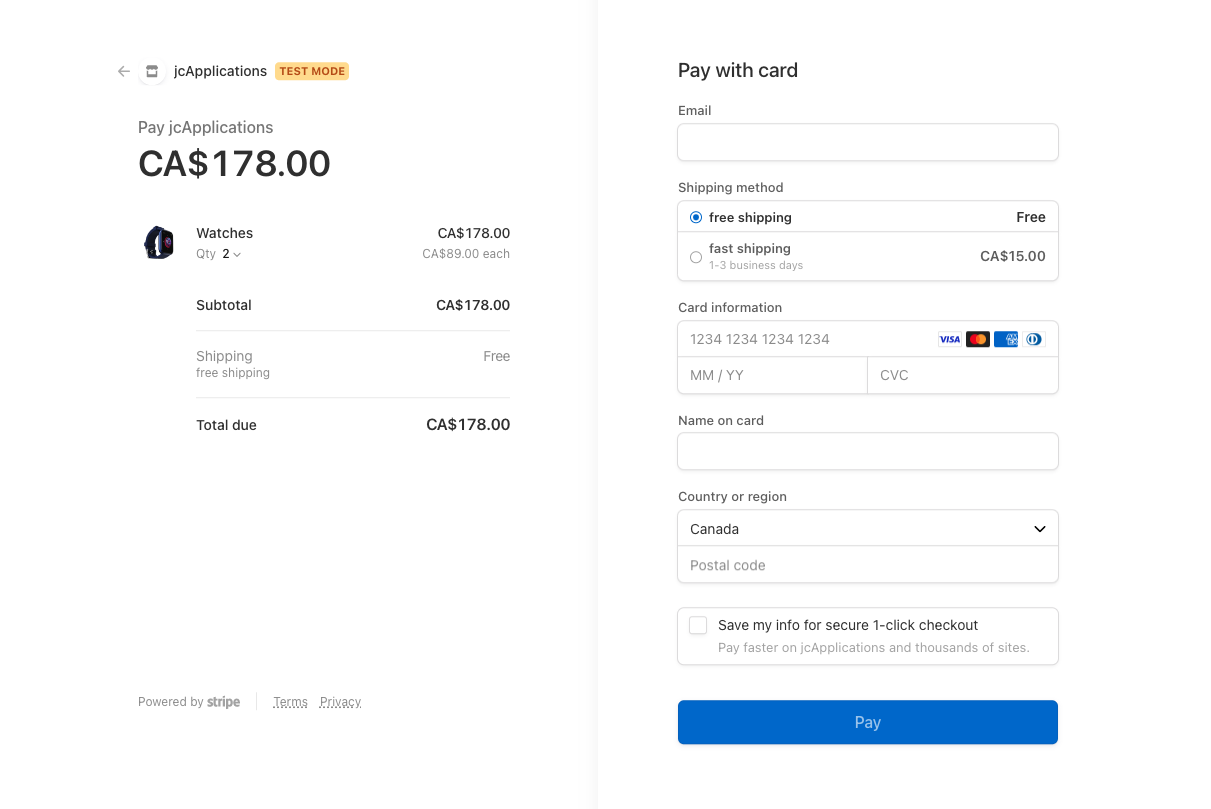 jcApplications TEST MODE
Pay jcApplications
CA$178.00
Watches CA$178.00
Qty 2 CA$89.00 each
Subtotal CA$178.00
Shipping Free
free shipping
Total due CA$178.00
Powered by stripe Terms Privacy
Pay with card
Email
Shipping method
free shipping Free
fast shipping CA$15.00
1-3 business days
Card information
1234 1234 1234 1234 VISA AMEX
MM / YY CVC
Name on card
Country or region
Canada
Postal code
Save my info for secure 1-click checkout
Pay faster on jcApplications and thousands of sites.
Pay